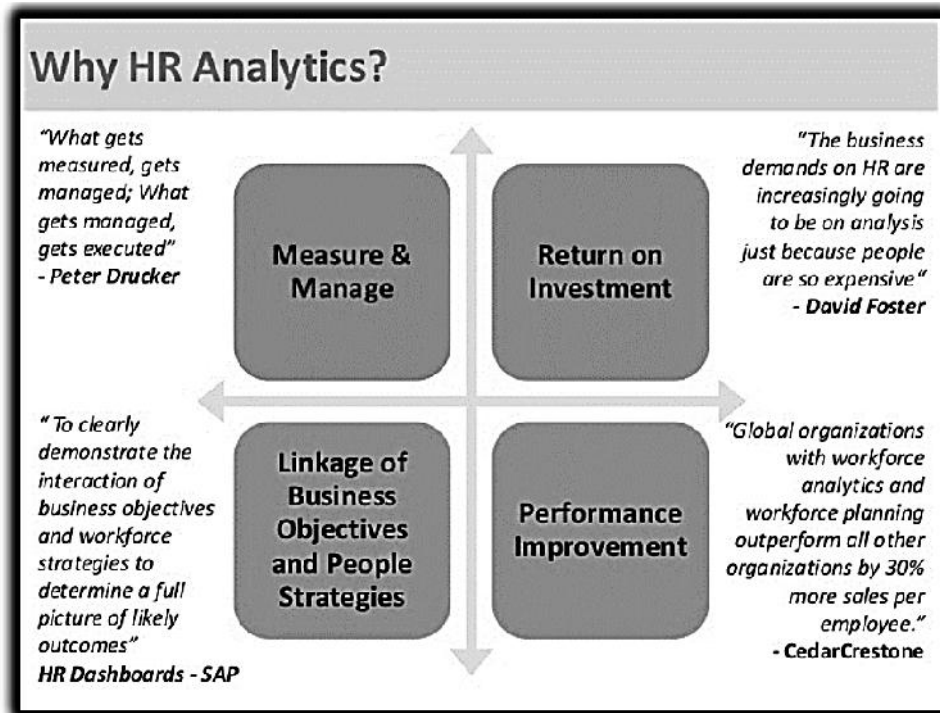 Why HR Analytics?
"What gets
measured, gets
managed; What
gets managed,
gets executed"
- Peter Drucker
Measure &
Manage
Return on
Investment
"The business
demands on HR are
increasingly going
to be on analysis
just because people
are so expensive"
- David Foster
" To clearly
demonstrate the
interaction of
business objectives
and workforce
strategies to
determine a full
picture of likely
outcomes"
HR Dashboards - SAP
Linkage of
Business
Objectives
and People
Strategies
Performance
Improvement
"Global organizations
with workforce
analytics and
workforce planning
outperform all other
organizations by 30%
more sales per
employee."
- CedarCrestone